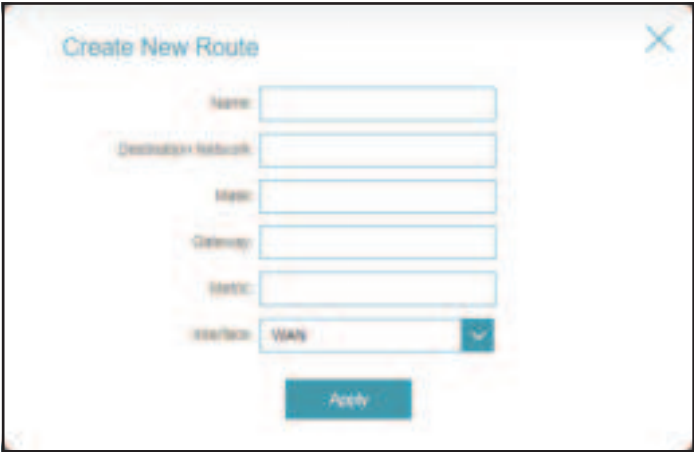 Create New Route
Name:
Destination Network:
Mask:
Gateway:
Metric:
Interface: WAN
Apply